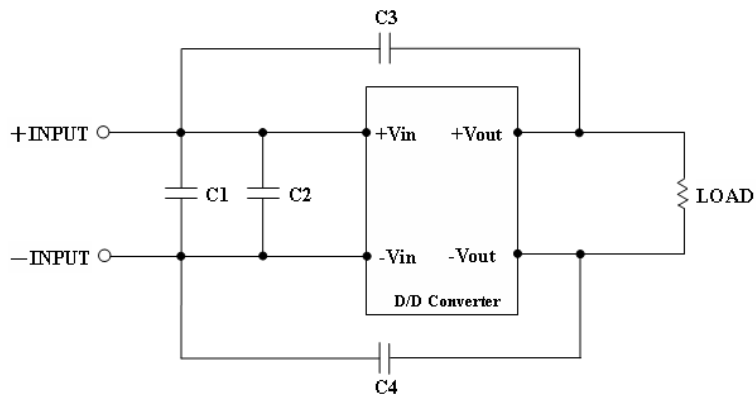 C3
+INPUT
+Vin
+Vout
C1
C2
LOAD
−INPUT
-Vin
-Vout
D/D Converter
C4